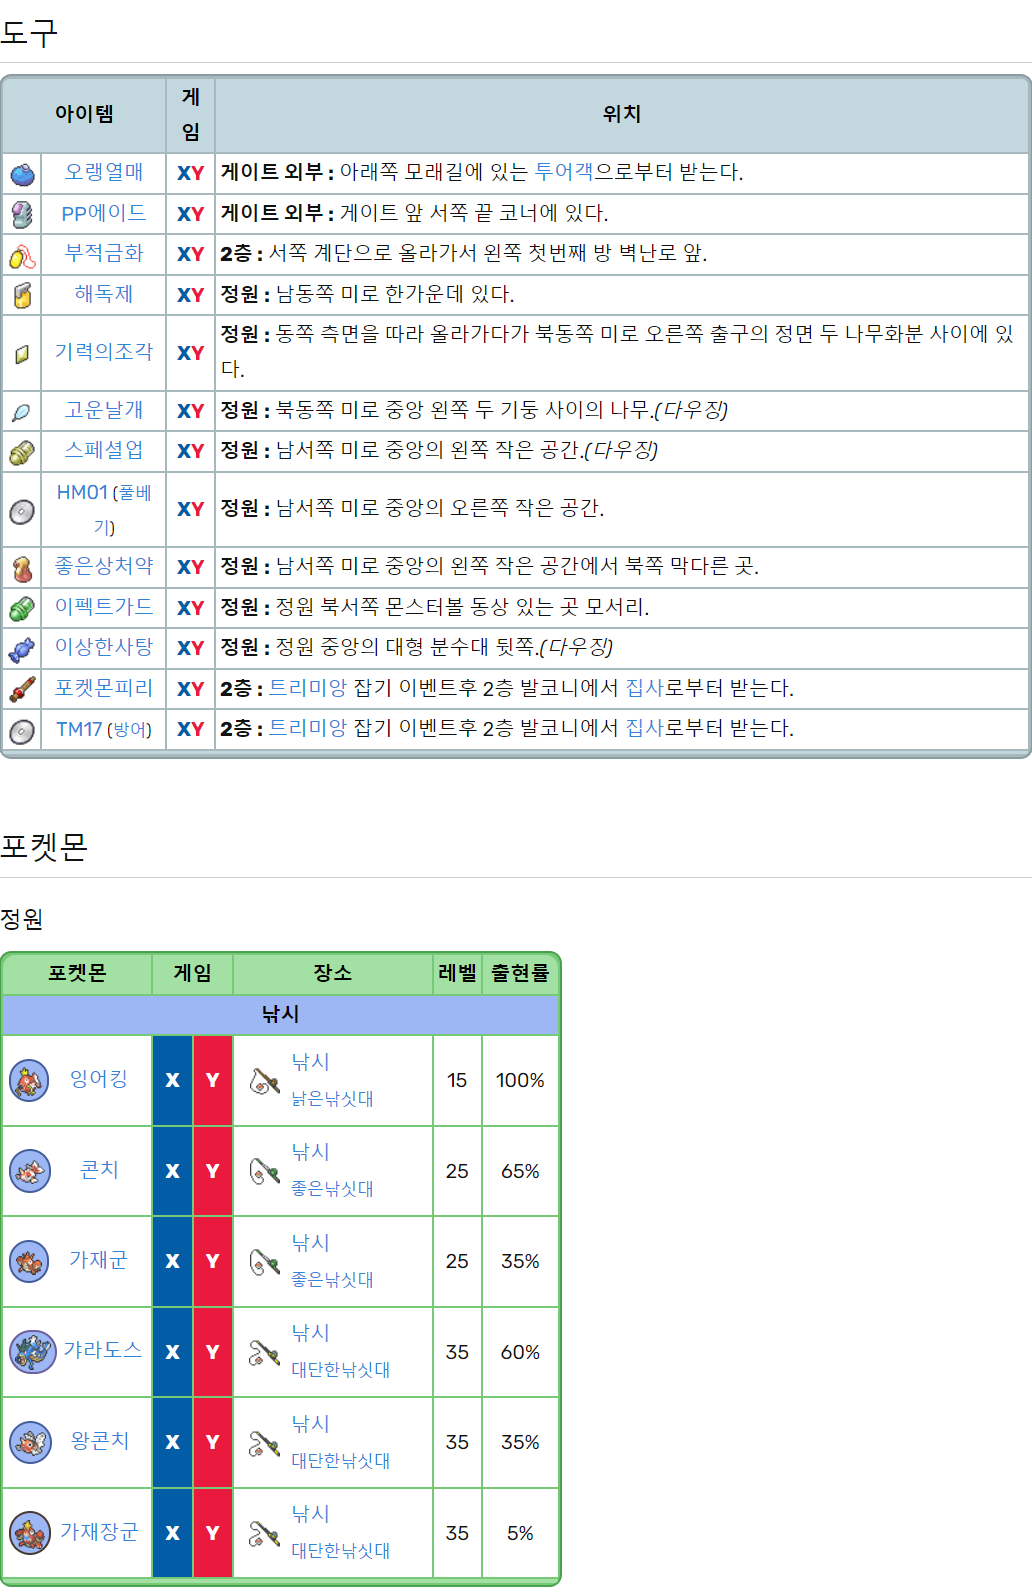 도구
아이템 게임 위치
오랭열매 XY 게이트 외부 : 아래쪽 모래길에 있는 투어객으로부터 받는다.
PP에이드 XY 게이트 외부 : 게이트 앞 서쪽 끝 코너에 있다.
부적금화 XY 2층 : 서쪽 계단으로 올라가서 왼쪽 첫번째 방 벽난로 앞.
해독제 XY 정원 : 남동쪽 미로 한가운데 있다.
기력의조각 XY 정원 : 동쪽 측면을 따라 올라가다가 북동쪽 미로 오른쪽 출구의 정면 두 나무화분 사이에 있
다.
고운날개 XY 정원 : 북동쪽 미로 중앙 왼쪽 두 기둥 사이의 나무.(다우징)
스페셜업 XY 정원 : 남서쪽 미로 중앙의 왼쪽 작은 공간.(다우징)
HM01 (풀베
기) XY 정원 : 남서쪽 미로 중앙의 오른쪽 작은 공간.
좋은상처약 XY 정원 : 남서쪽 미로 중앙의 왼쪽 작은 공간에서 북쪽 막다른 곳.
이펙트가드 XY 정원 : 정원 북서쪽 몬스터볼 동상 있는 곳 모서리.
이상한사탕 XY 정원 : 정원 중앙의 대형 분수대 뒷쪽.(다우징)
포켓몬피리 XY 2층 : 트리미앙 잡기 이벤트후 2층 발코니에서 집사로부터 받는다.
TM17 (방어) XY 2층 : 트리미앙 잡기 이벤트후 2층 발코니에서 집사로부터 받는다.
포켓몬
정원
포켓몬 게임 장소 레벨 출현률
낚시
잉어킹 X Y 낚시 15 100%
낡은낚싯대
콘치 X Y 낚시 25 65%
좋은낚싯대
가재군 X Y 낚시 25 35%
좋은낚싯대
갸라도스 X Y 낚시 35 60%
대단한낚싯대
왕콘치 X Y 낚시 35 35%
대단한낚싯대
가재장군 X Y 낚시 35 5%
대단한낚싯대